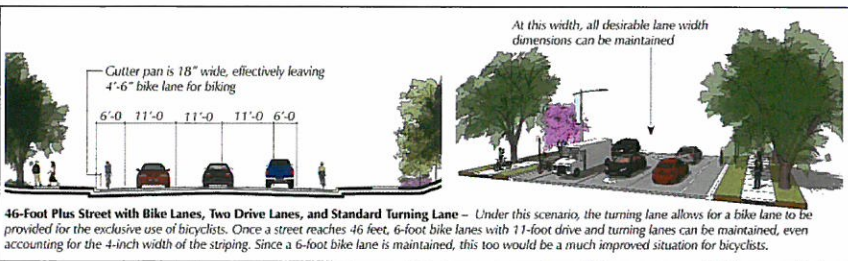 At this width, all desirable lane width
dimensions can be maintained
Gutter pan is 18" wide, effectively leaving
4'-6" bike lane for biking
6'-0 11'-0 11'-0 11'-0 6'-0
46-Foot Plus Street with Bike Lanes, Two Drive Lanes, and Standard Turning Lane – Under this scenario, the turning lane allows for a bike lane to be
provided for the exclusive use of bicyclists. Once a street reaches 46 feet, 6-foot bike lanes with 11-foot drive and turning lanes can be maintained, even
accounting for the 4-inch width of the striping. Since a 6-foot bike lane is maintained, this too would be a much improved situation for bicyclists.